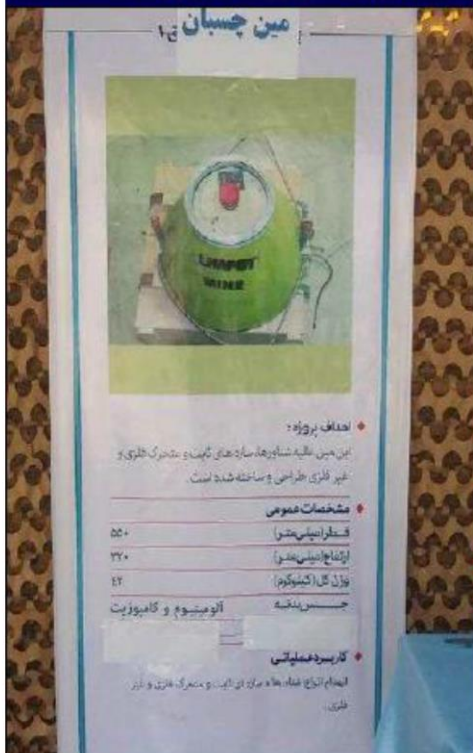 مین چسبان
LIMPET
MINE
اهداف پروژه :
این مین علیه شناورها، سازه های ثابت و متحرک فلزی و
غیر فلزی طراحی و ساخته شده است.
مشخصات عمومی
قطر (میلی‌متر) ۵۵۰
ارتفاع (میلی‌متر) ۳۲۰
وزن کل (کیلوگرم) ۴۲
جنس بدنه آلومینیوم و کامپوزیت
کاربرد عملیاتی
انهدام انواع شناورها و سازه ای ثابت و متحرک فلزی و غیر
فلزی.